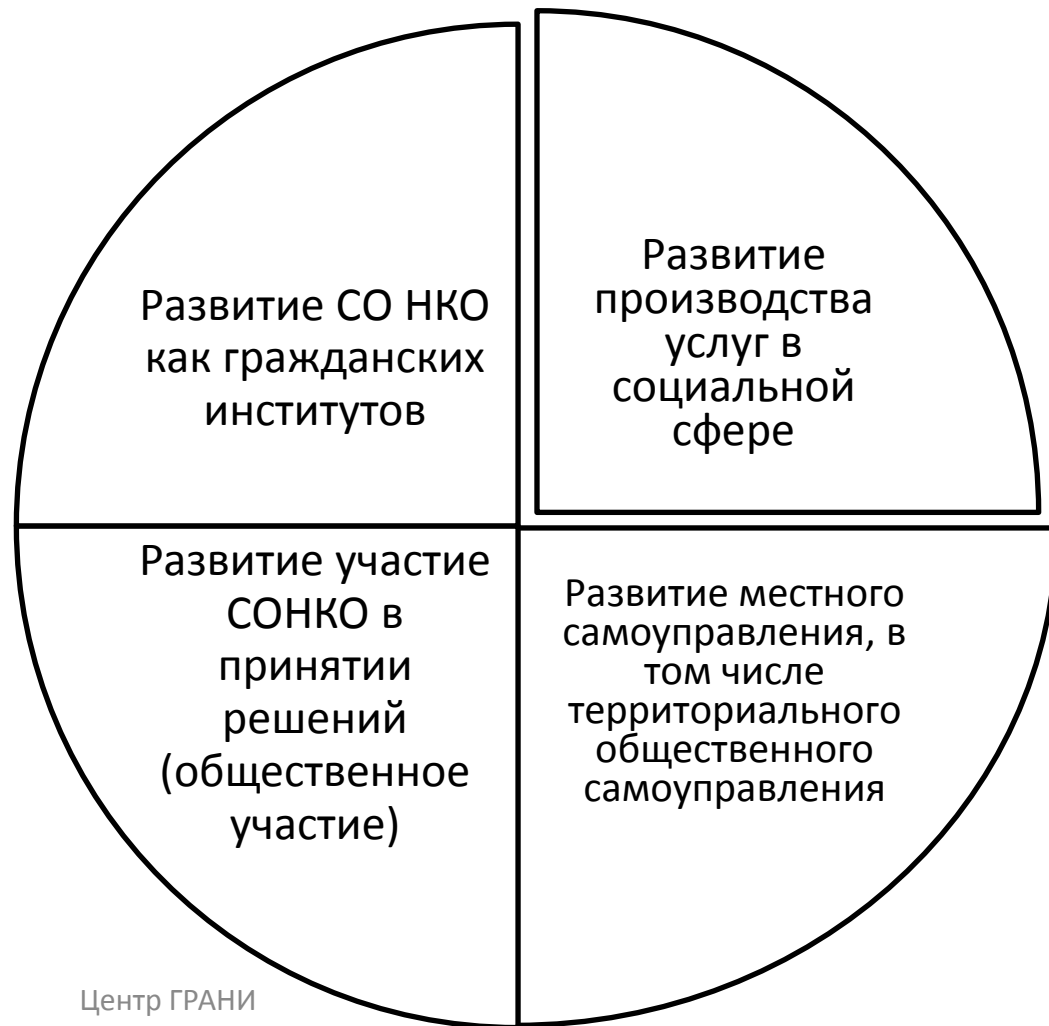 Развитие СО НКО
как гражданских
институтов
Развитие
производства
услуг в
социальной
сфере
Развитие участие
СОНКО в
принятии
решений
(общественное
участие)
Развитие местного
самоуправления, в
том числе
территориального
общественного
самоуправления
Центр ГРАНИ